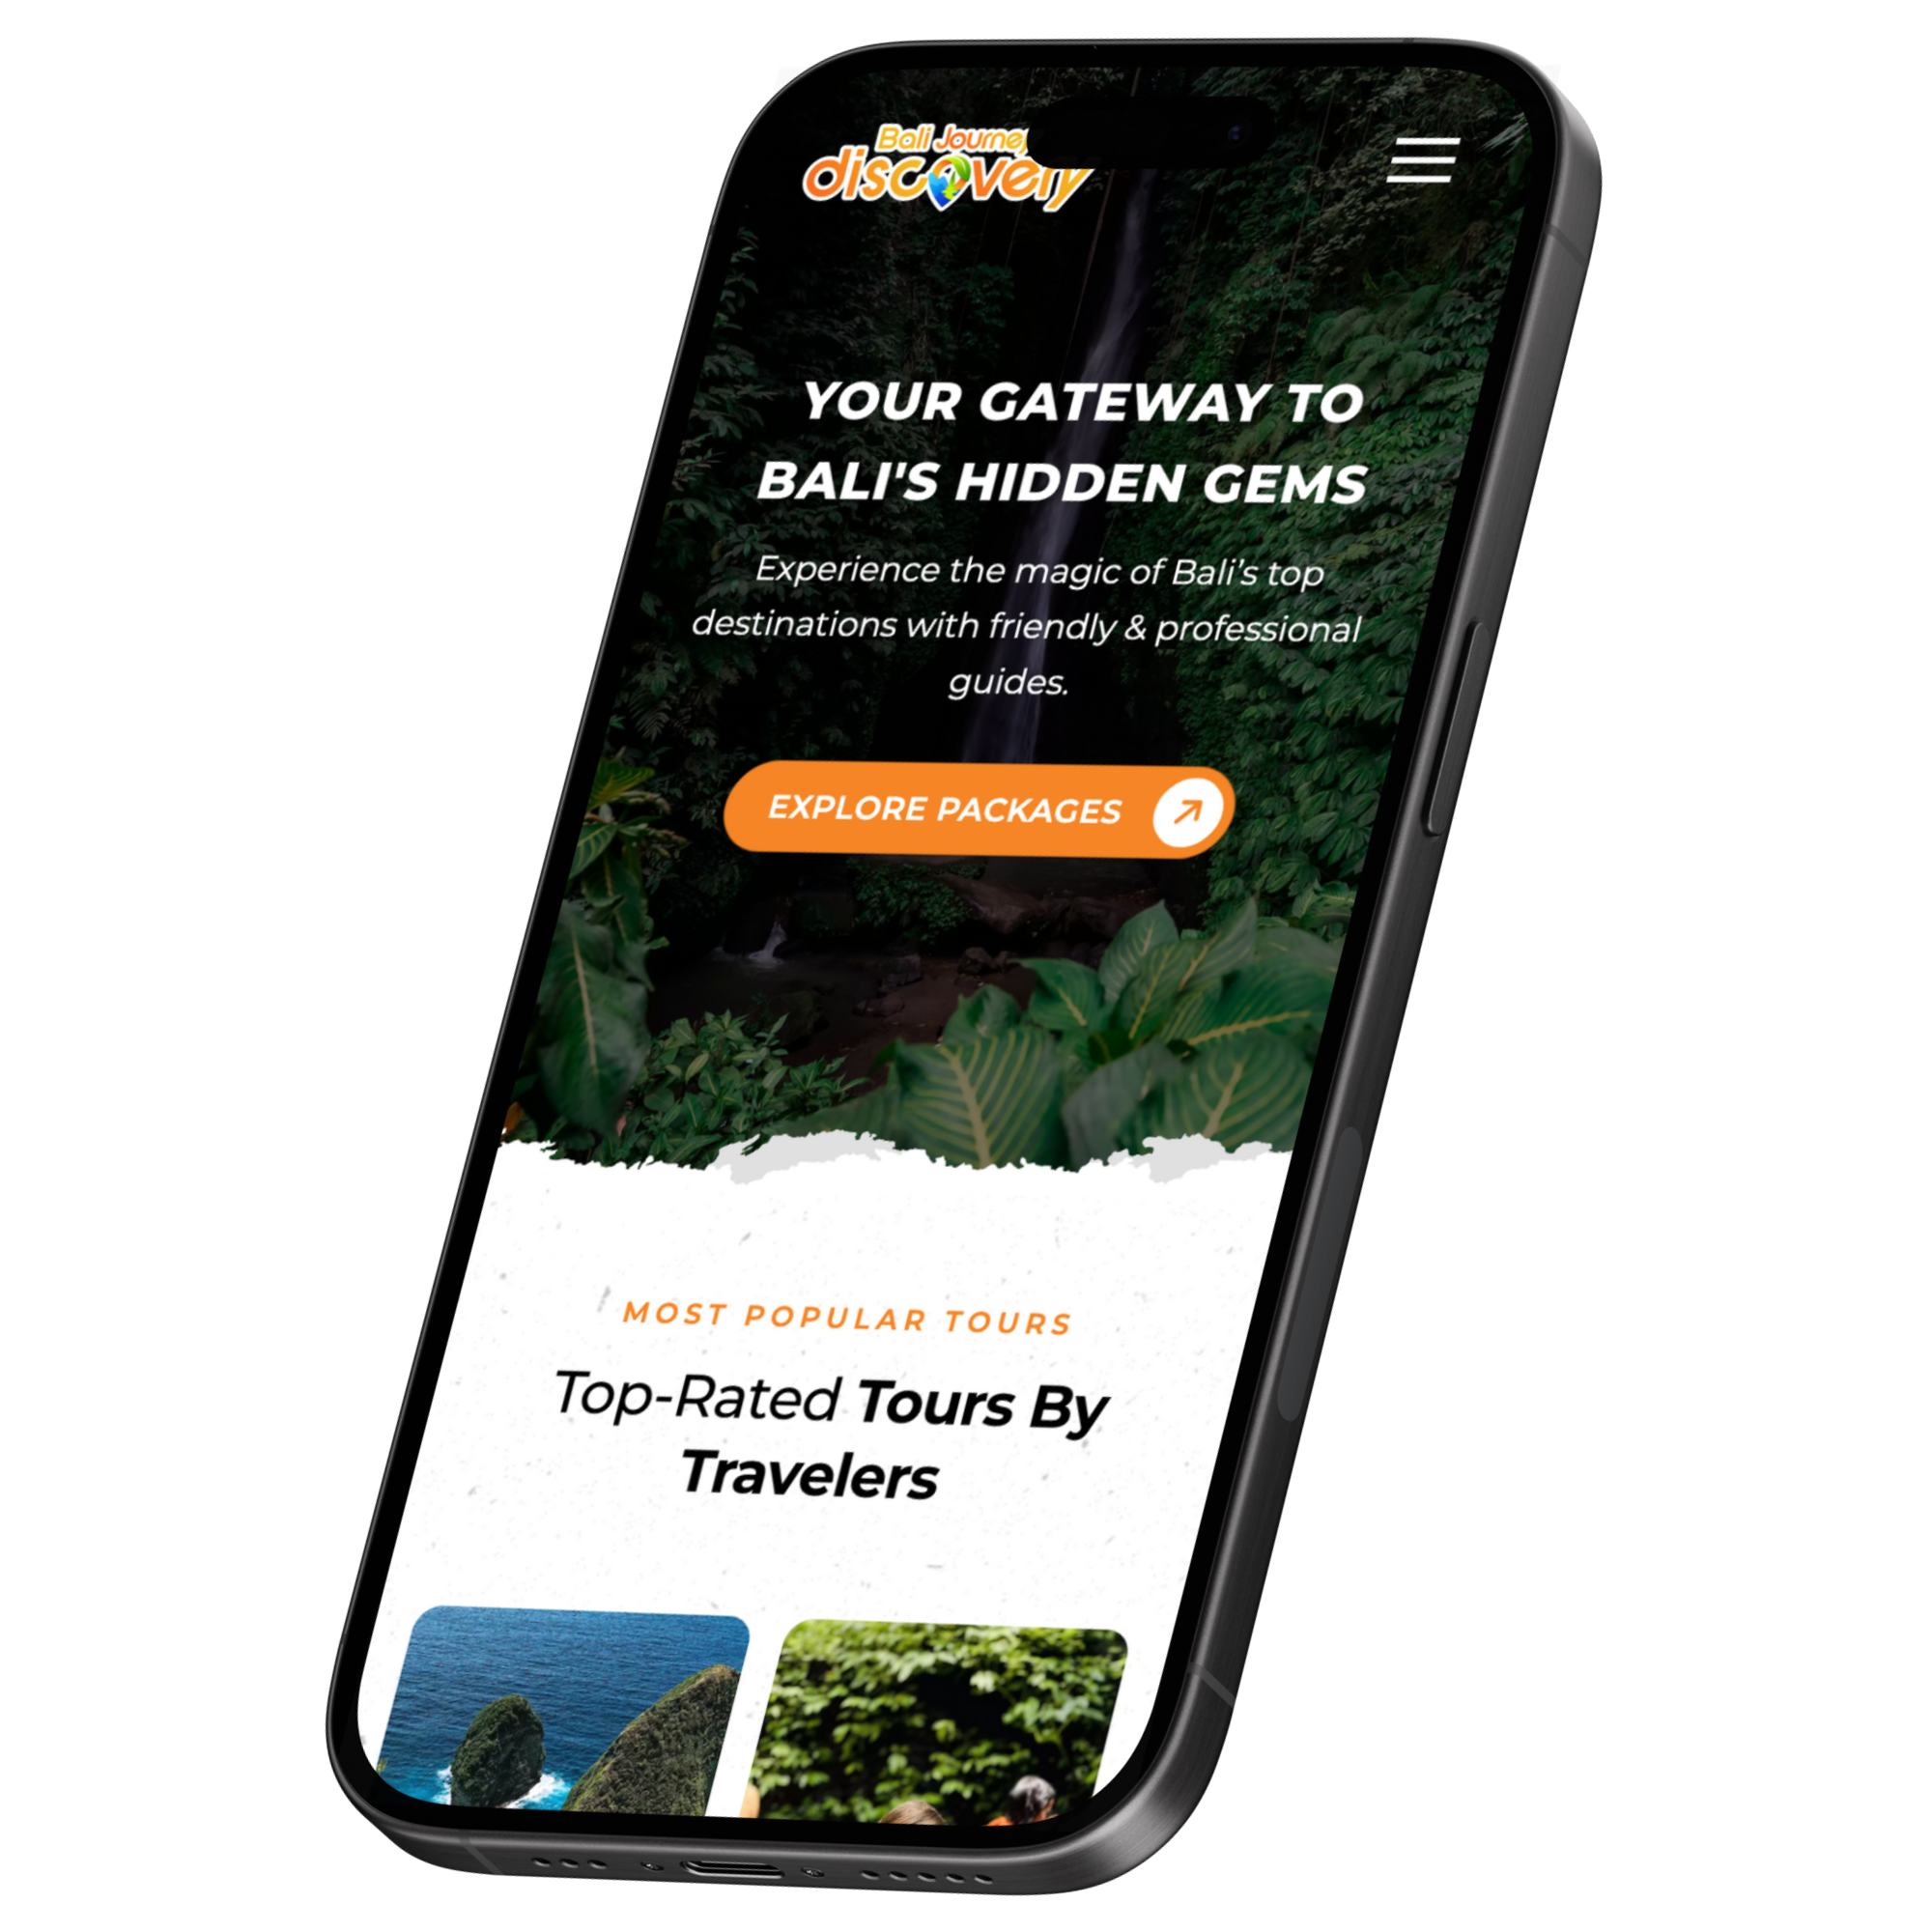 Bali Journe
discovery
YOUR GATEWAY TO
BALI'S HIDDEN GEMS
Experience the magic of Bali’s top
destinations with friendly & professional
guides.
EXPLORE PACKAGES
MOST POPULAR TOURS
Top-Rated Tours By
Travelers